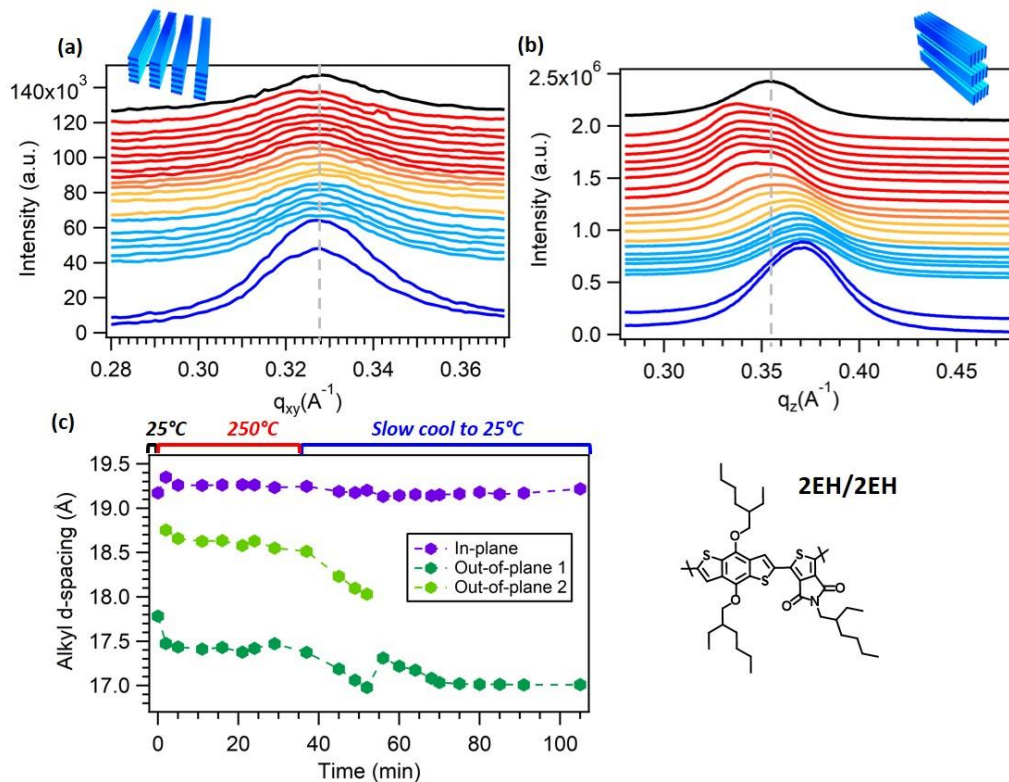 (a)
140x10³
120
100
80
60
40
20
0
Intensity (a.u.)
0.28 0.30 0.32 0.34 0.36
q_xy(A⁻¹)
(b)
2.5x10⁶
2.0
1.5
1.0
0.5
0.0
Intensity (a.u.)
0.30 0.35 0.40 0.45
q_z(A⁻¹)
(c)
25°C 250°C Slow cool to 25°C
19.5
19.0
18.5
18.0
17.5
17.0
Alkyl d-spacing (Å)
In-plane
Out-of-plane 1
Out-of-plane 2
0 20 40 60 80 100
Time (min)
2EH/2EH
S
O
S
O
S
O
N
O